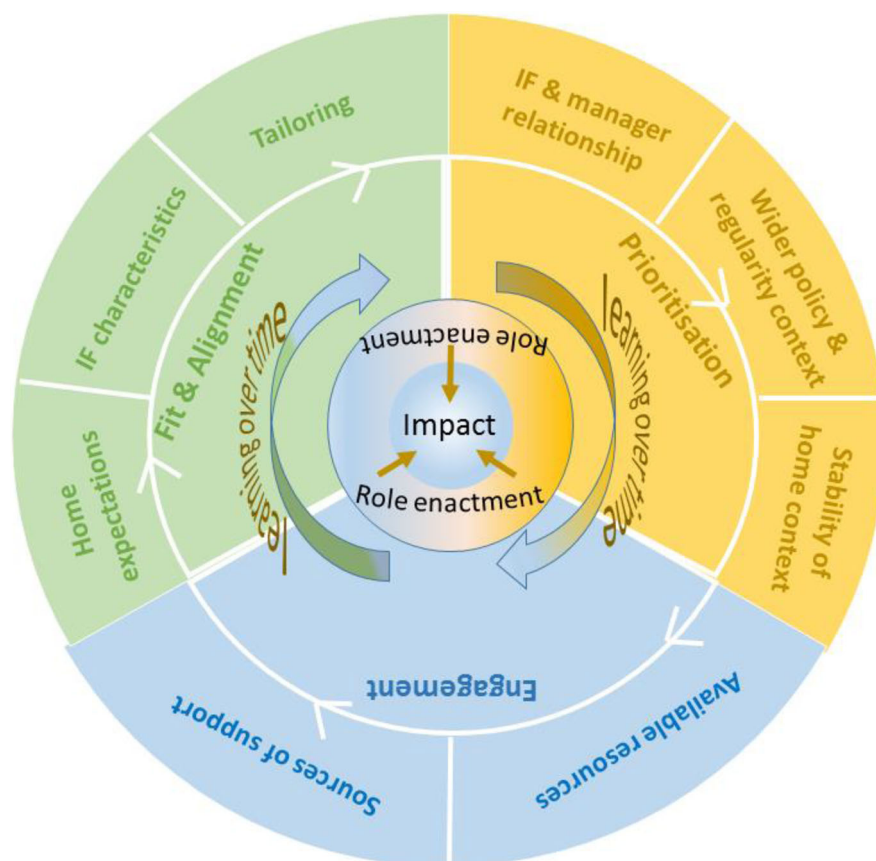 Tailoring
IF & manager
relationship
IF characteristics
Wider policy &
regularity context
Fit & Alignment
Prioritisation
learning over time
learning over time
Role enactment
Impact
Role enactment
Home
expectations
Stability of
home context
Engagement
Sources of support
Available resources